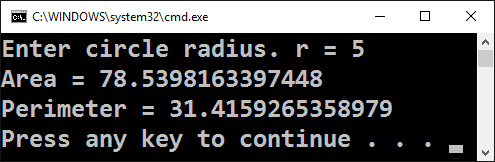 C:\WINDOWS\system32\cmd.exe
Enter circle radius. r = 5
Area = 78.5398163397448
Perimeter = 31.4159265358979
Press any key to continue . . .